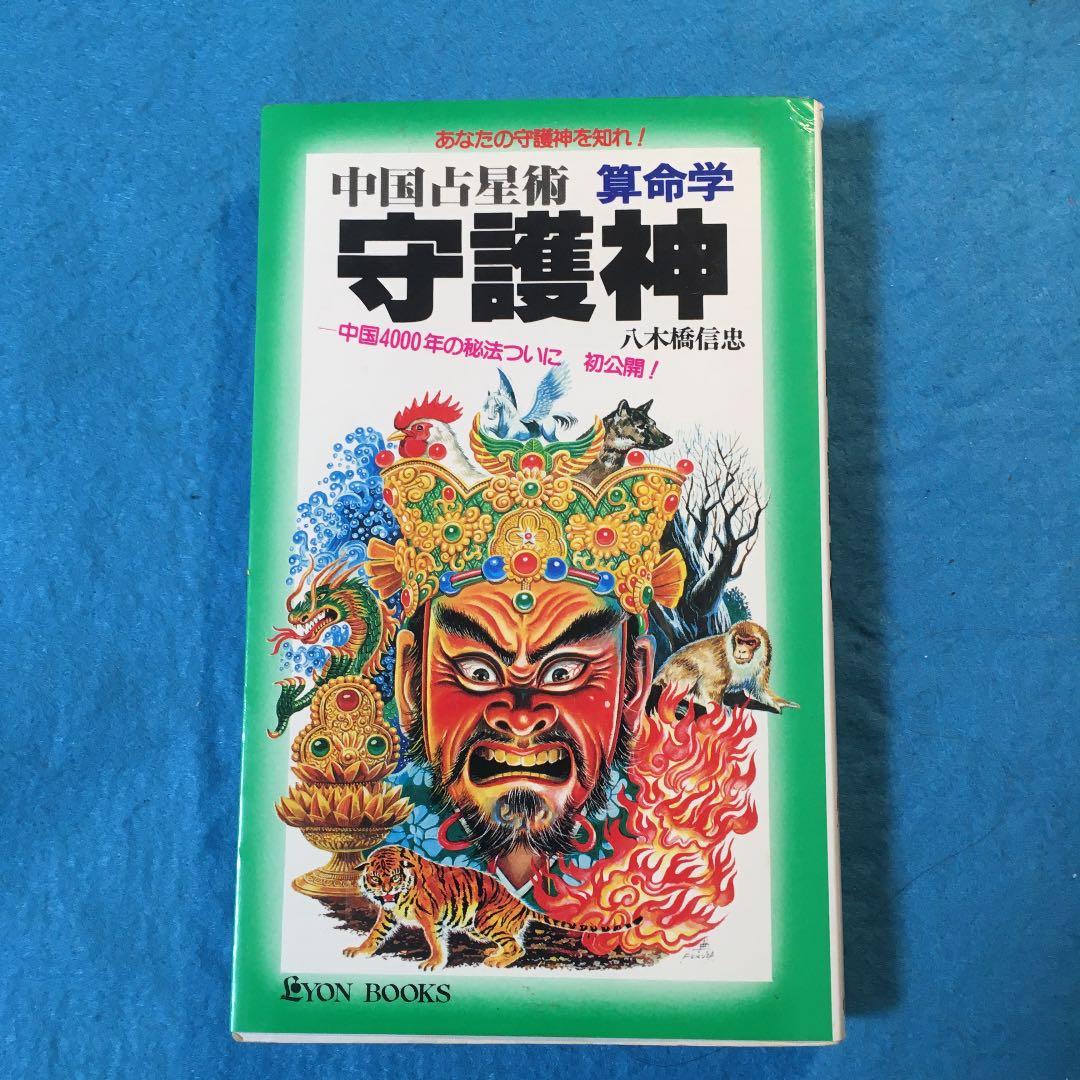 あなたの守護神を知れ!
中国占星術 算命学
守護神
八木橋信忠
―中国4000年の秘法ついに 初公開!
LYON BOOKS